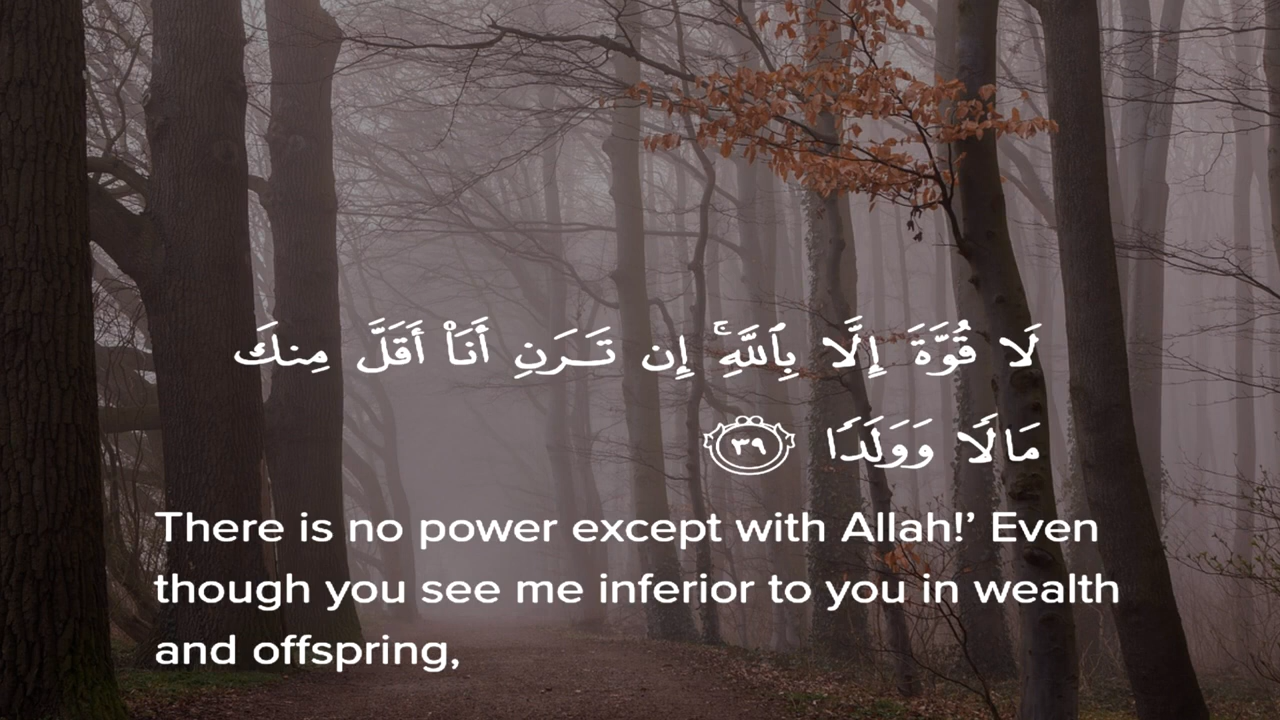 لَا قُوَّةَ إِلَّا بِٱللَّهِۚ إِن تَـرَنِ أَنَا۠ أَقَلَّ مِنكَ
مَالًا وَوَلَدًا ٣٩
There is no power except with Allah!’ Even
though you see me inferior to you in wealth
and offspring,